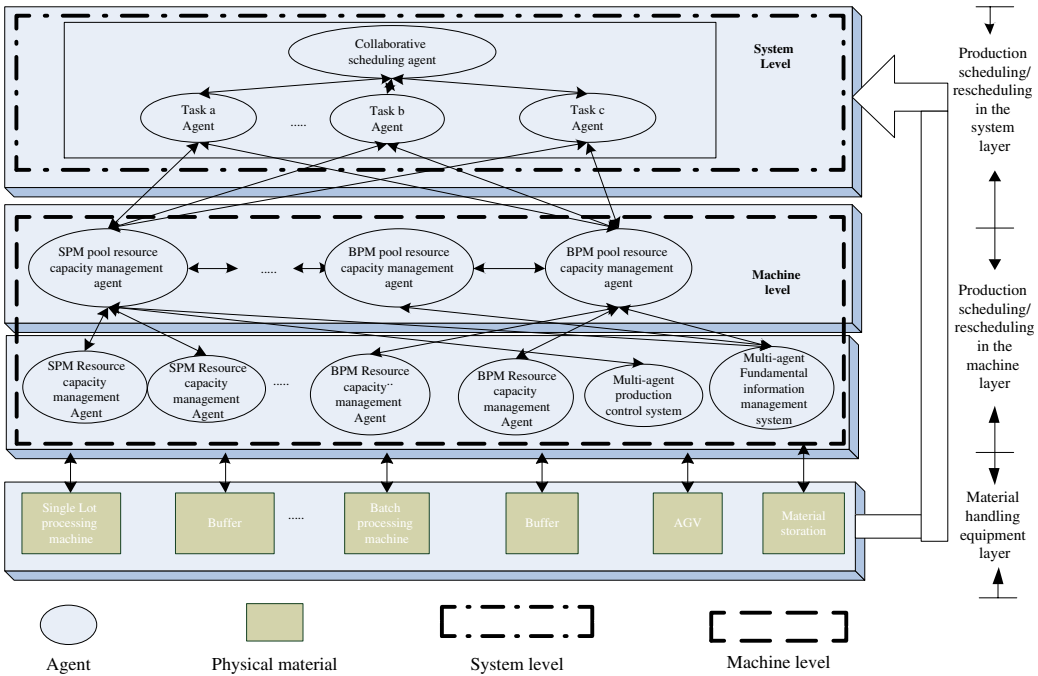 Collaborative
scheduling agent
System
Level
Task a
Agent
.....
Task b
Agent
Task c
Agent
Production
scheduling/
rescheduling
in the
system
layer
SPM pool resource
capacity management
agent
.....
BPM pool resource
capacity management
agent
BPM pool resource
capacity management
agent
Machine
level
Production
scheduling/
rescheduling
in the
machine
layer
SPM Resource
capacity
management
Agent
SPM Resource
capacity
management
Agent
.....
BPM Resource
capacity..
management
Agent
BPM Resource
capacity
management
Agent
Multi-agent
production
control system
Multi-agent
Fundamental
information
management
system
Single Lot
processing
machine
Buffer
.....
Batch
processing
machine
Buffer
AGV
Material
storation
Material
handling
equipment
layer
Agent
Physical material
System level
Machine level